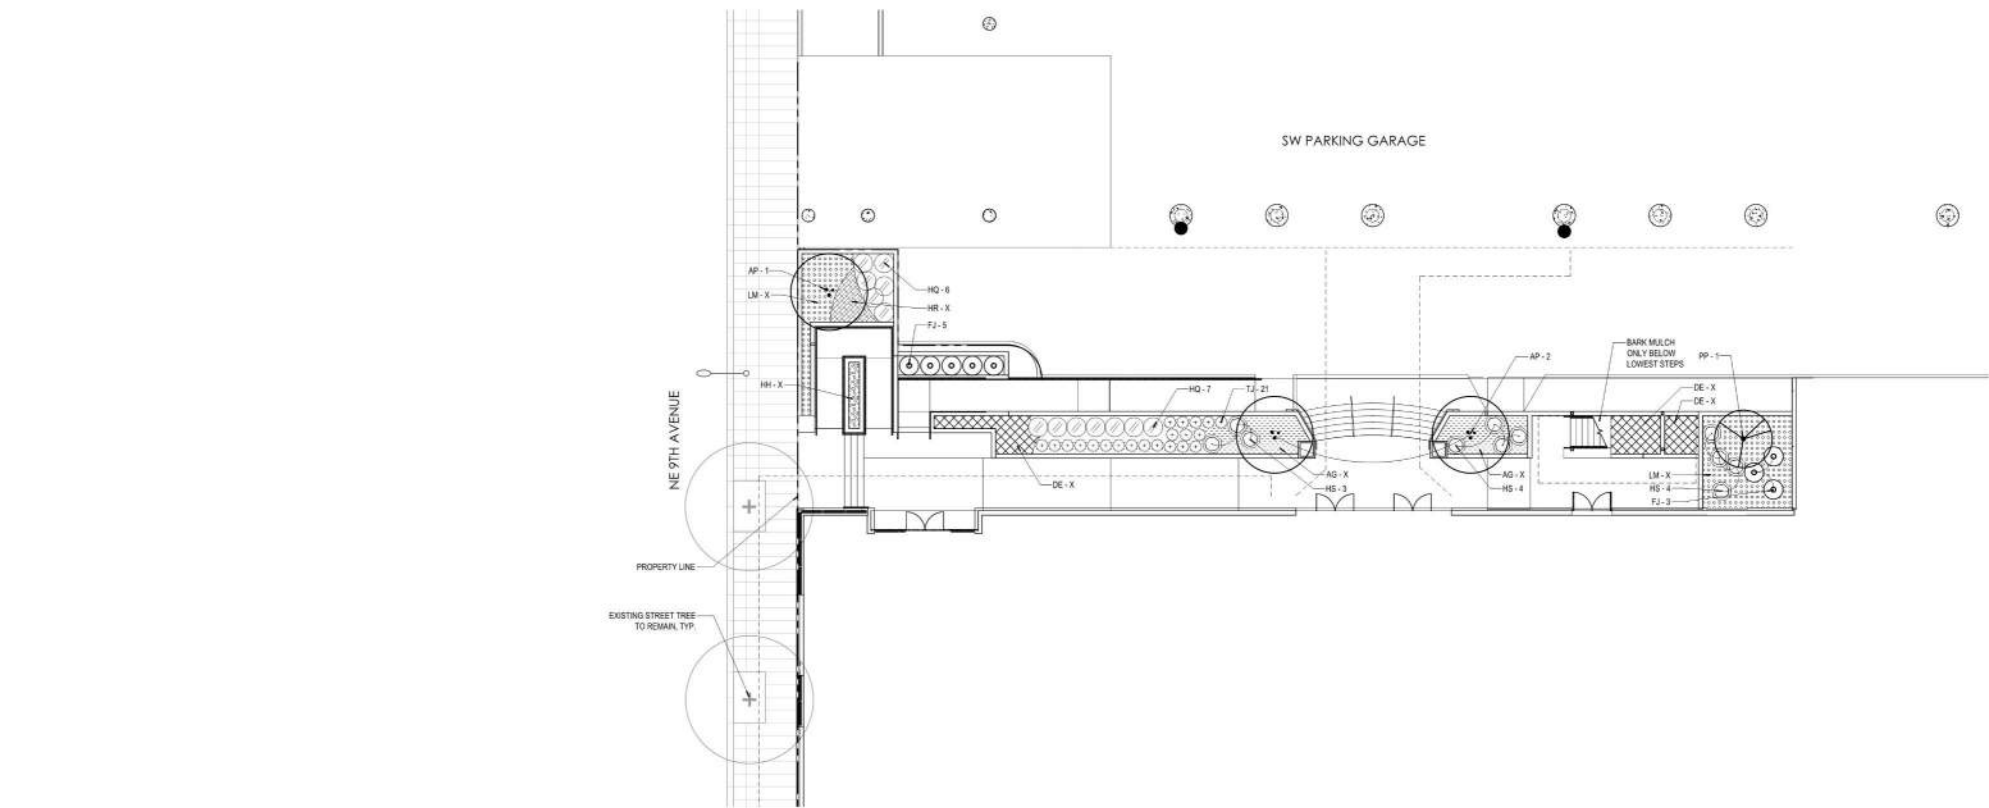 SW PARKING GARAGE
AP - 1
LM - X
HQ - 6
HR - X
FJ - 5
HH - X
NE 9TH AVENUE
HQ - 7
TJ - 21
AP - 2
BARK MULCH
ONLY BELOW
LOWEST STEPS
PP - 1
DE - X
DE - X
DE - X
AG - X
HS - 3
AG - X
HS - 4
LM - X
HS - 4
FJ - 3
PROPERTY LINE
EXISTING STREET TREE
TO REMAIN, TYP.